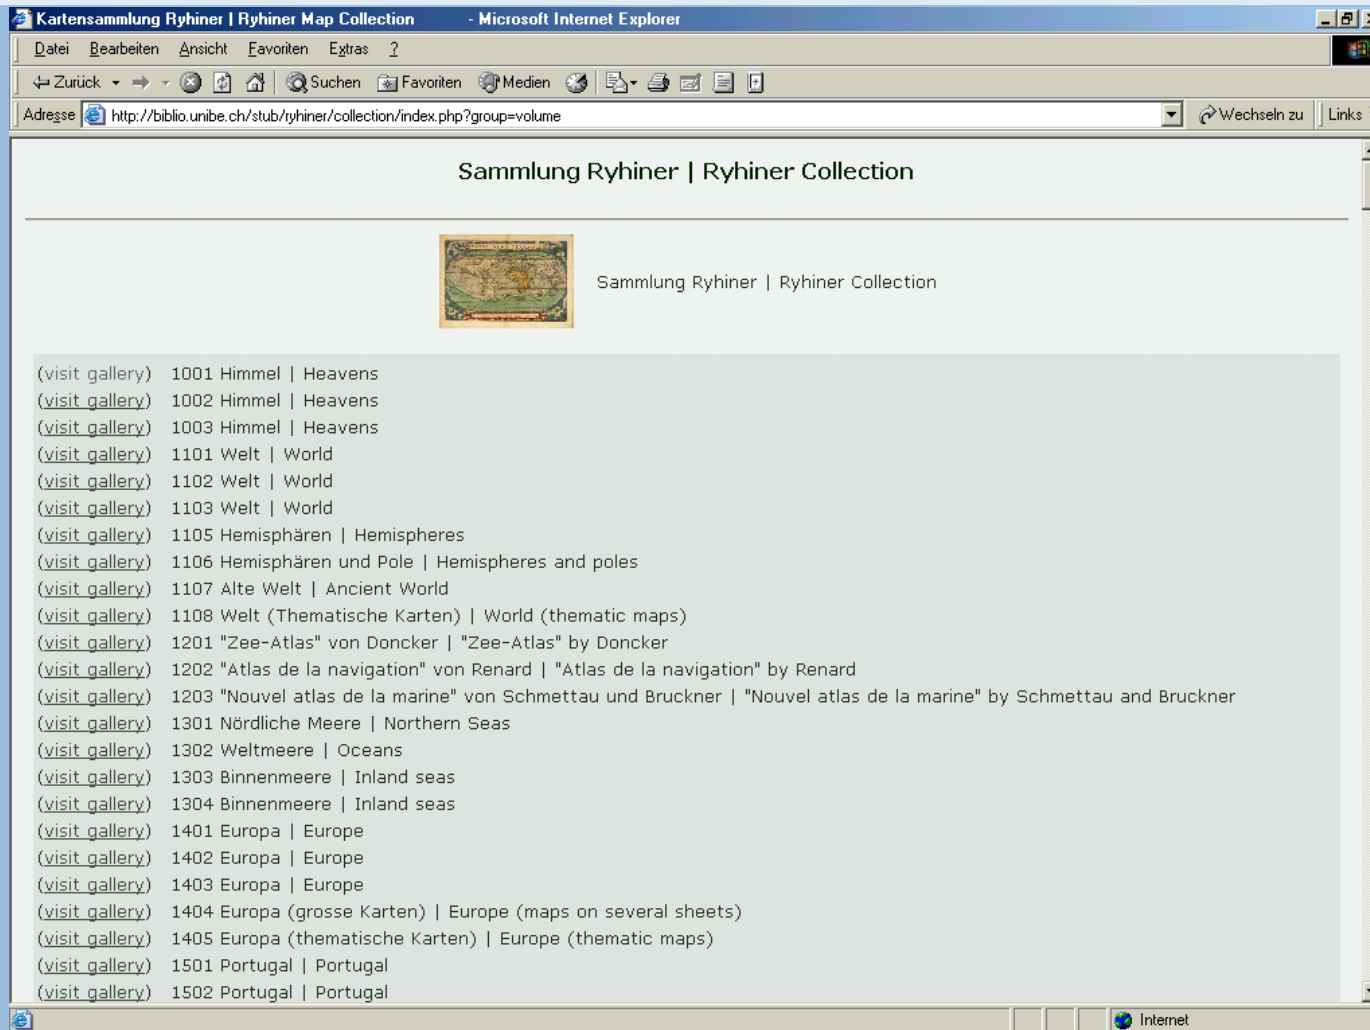 Kartensammlung Ryhiner | Ryhiner Map Collection - Microsoft Internet Explorer
Datei Bearbeiten Ansicht Favoriten Extras ?
Zurück Suchen Favoriten Medien
Adresse http://biblio.unibe.ch/stub/ryhiner/collection/index.php?group=volume Wechseln zu Links
Sammlung Ryhiner | Ryhiner Collection
Sammlung Ryhiner | Ryhiner Collection
(visit gallery) 1001 Himmel | Heavens
(visit gallery) 1002 Himmel | Heavens
(visit gallery) 1003 Himmel | Heavens
(visit gallery) 1101 Welt | World
(visit gallery) 1102 Welt | World
(visit gallery) 1103 Welt | World
(visit gallery) 1105 Hemisphären | Hemispheres
(visit gallery) 1106 Hemisphären und Pole | Hemispheres and poles
(visit gallery) 1107 Alte Welt | Ancient World
(visit gallery) 1108 Welt (Thematische Karten) | World (thematic maps)
(visit gallery) 1201 "Zee-Atlas" von Doncker | "Zee-Atlas" by Doncker
(visit gallery) 1202 "Atlas de la navigation" von Renard | "Atlas de la navigation" by Renard
(visit gallery) 1203 "Nouvel atlas de la marine" von Schmettau und Bruckner | "Nouvel atlas de la marine" by Schmettau and Bruckner
(visit gallery) 1301 Nördliche Meere | Northern Seas
(visit gallery) 1302 Weltmeere | Oceans
(visit gallery) 1303 Binnenmeere | Inland seas
(visit gallery) 1304 Binnenmeere | Inland seas
(visit gallery) 1401 Europa | Europe
(visit gallery) 1402 Europa | Europe
(visit gallery) 1403 Europa | Europe
(visit gallery) 1404 Europa (grosse Karten) | Europe (maps on several sheets)
(visit gallery) 1405 Europa (thematische Karten) | Europe (thematic maps)
(visit gallery) 1501 Portugal | Portugal
(visit gallery) 1502 Portugal | Portugal
Internet